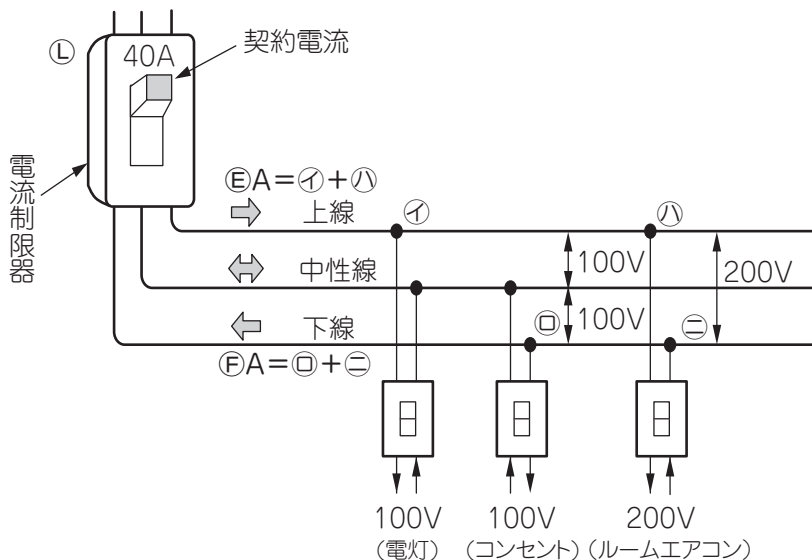 Ⓛ
40A
契約電流
電流制限器
ⒺA=㋑+㋩
上線
㋑
㋩
中性線
100V
200V
100V
下線
㋺
㋥
ⒻA=㋺+㋥
100V
(電灯)
100V
(コンセント)
200V
(ルームエアコン)